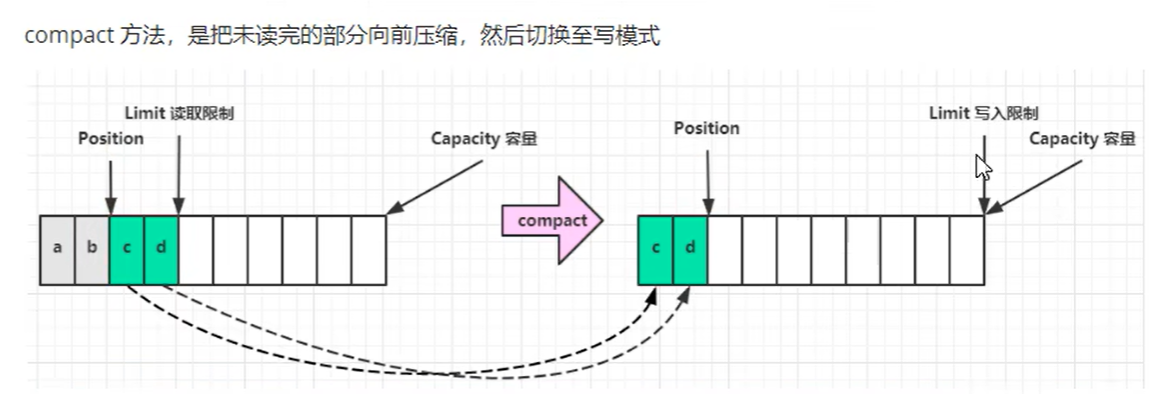 compact 方法，是把未读完的部分向前压缩，然后切换至写模式
Limit 读取限制
Position
Capacity 容量
a b c d
compact
Position
Limit 写入限制
Capacity 容量
c d